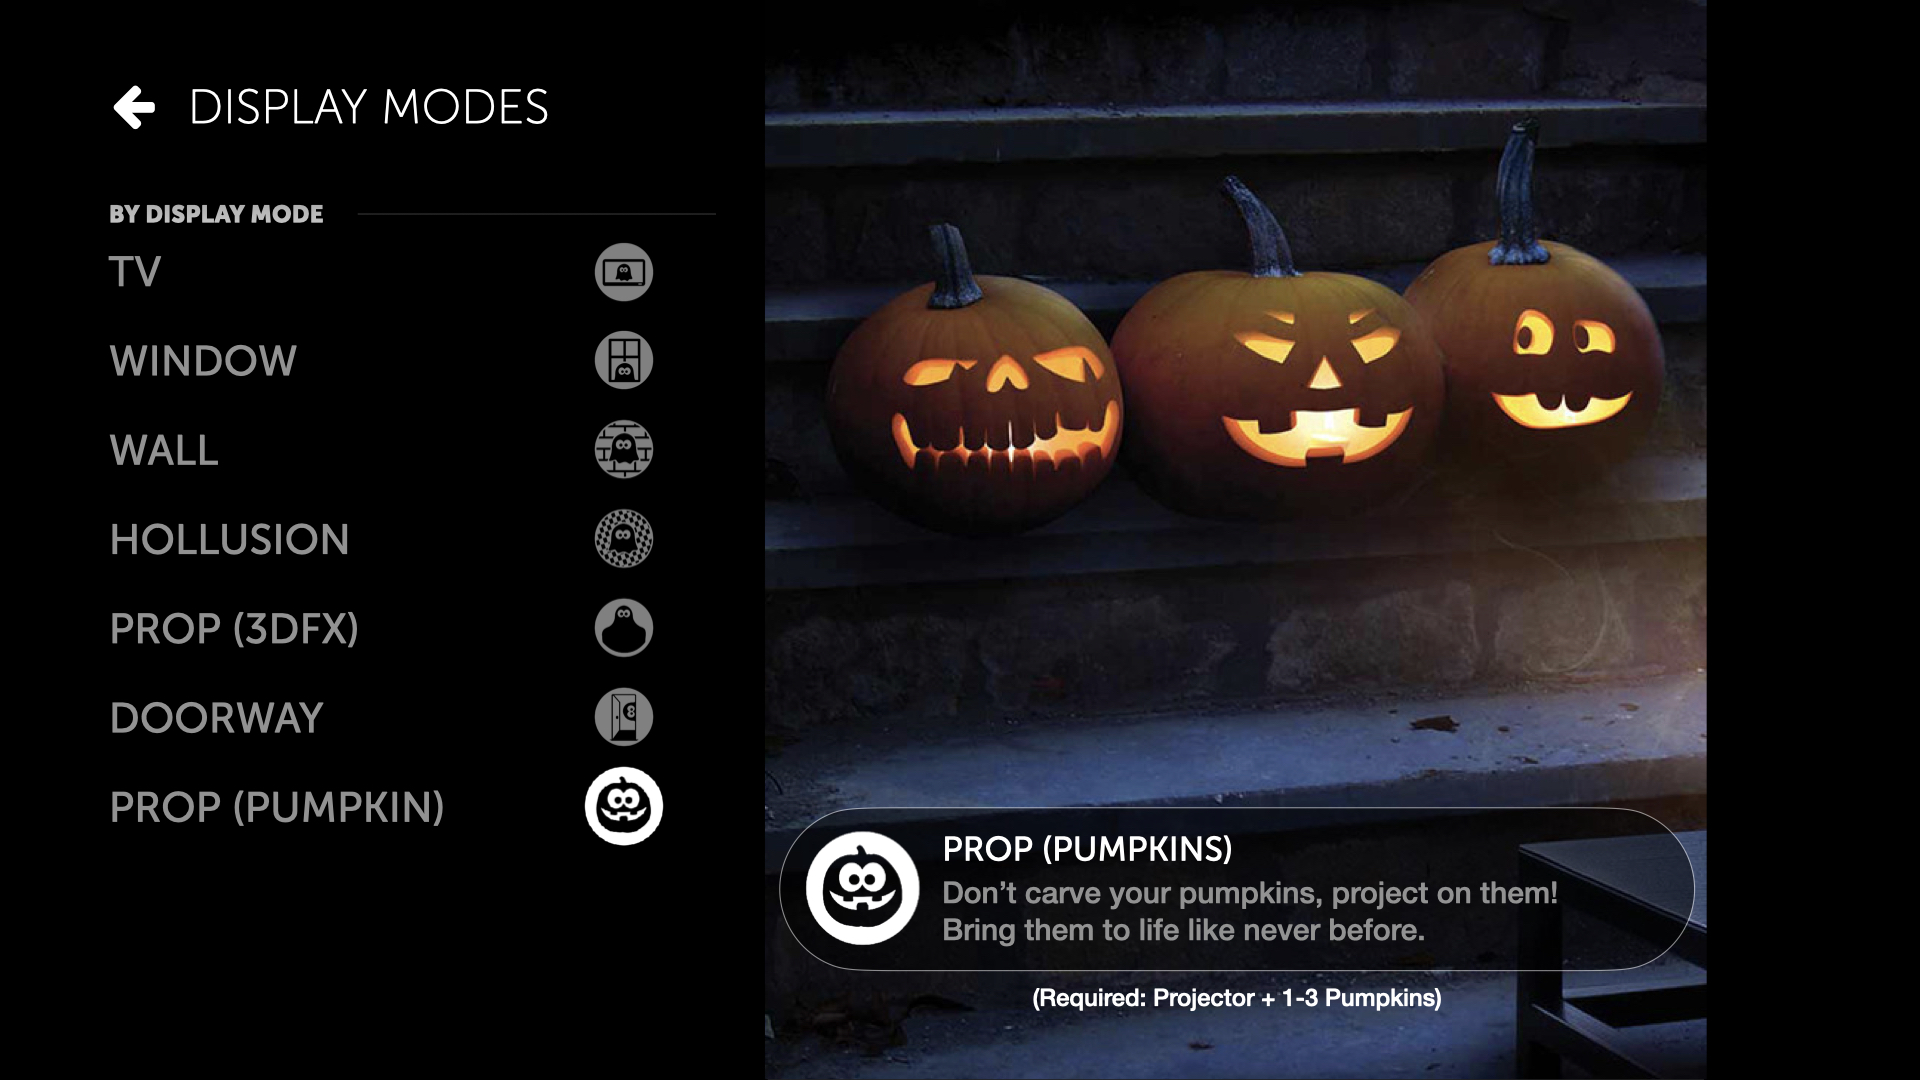 DISPLAY MODES
BY DISPLAY MODE
TV
WINDOW
WALL
HOLLUSION
PROP (3DFX)
DOORWAY
PROP (PUMPKIN)
PROP (PUMPKINS)
Don’t carve your pumpkins, project on them!
Bring them to life like never before.
(Required: Projector + 1-3 Pumpkins)